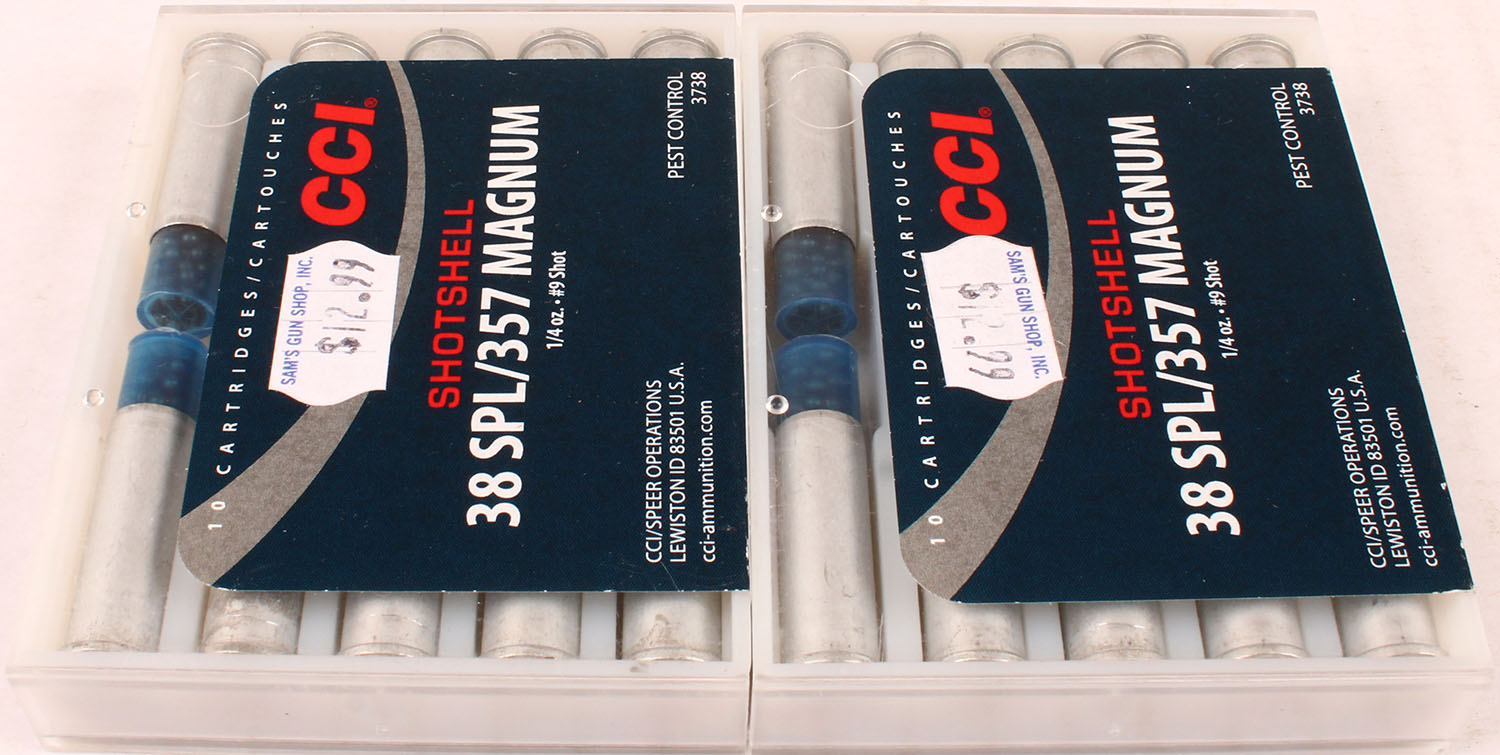 10 CARTRIDGES/CARTOUCHES
CCI®
SAM'S GUN SHOP, INC.
$12.99
SHOTSHELL
38 SPL/357 MAGNUM
1/4 oz. • #9 Shot
CCI/SPEER OPERATIONS
LEWISTON ID 83501 U.S.A.
cci-ammunition.com
PEST CONTROL
3738
10 CARTRIDGES/CARTOUCHES
CCI®
SAM'S GUN SHOP, INC.
$12.99
SHOTSHELL
38 SPL/357 MAGNUM
1/4 oz. • #9 Shot
CCI/SPEER OPERATIONS
LEWISTON ID 83501 U.S.A.
cci-ammunition.com
PEST CONTROL
3738